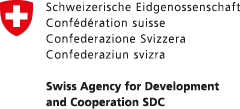 Schweizerische Eidgenossenschaft
Confédération suisse
Confederazione Svizzera
Confederaziun svizra
Swiss Agency for Development
and Cooperation SDC